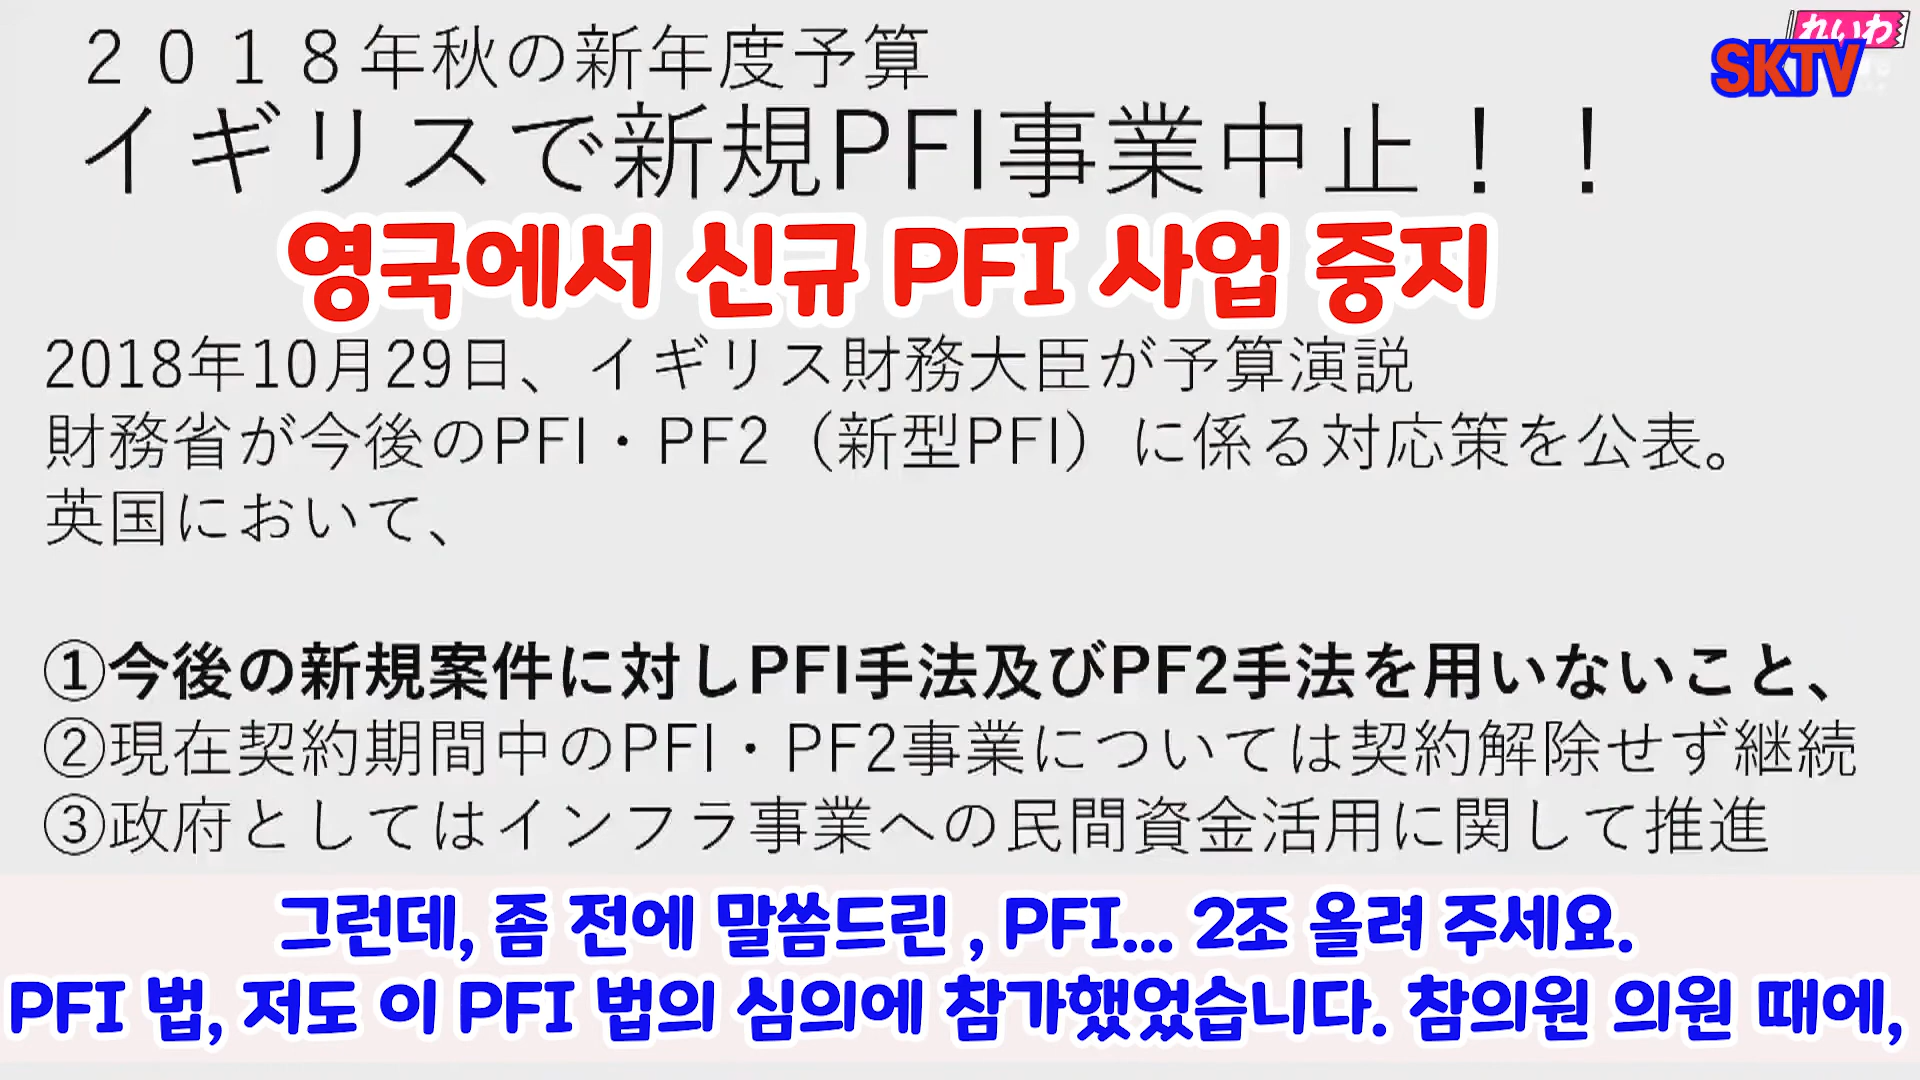 ２０１８年秋の新年度予算
れいわ
SKTV
イギリスで新規PFI事業中止！！
영국에서 신규 PFI 사업 중지
2018年10月29日、イギリス財務大臣が予算演説
財務省が今後のPFI・PF2（新型PFI）に係る対応策を公表。
英国において、
①今後の新規案件に対しPFI手法及びPF2手法を用いないこと、
②現在契約期間中のPFI・PF2事業については契約解除せず継続
③政府としてはインフラ事業への民間資金活用に関して推進
그런데, 좀 전에 말씀드린 , PFI... 2조 올려 주세요.
PFI 법, 저도 이 PFI 법의 심의에 참가했었습니다. 참의원 의원 때에,